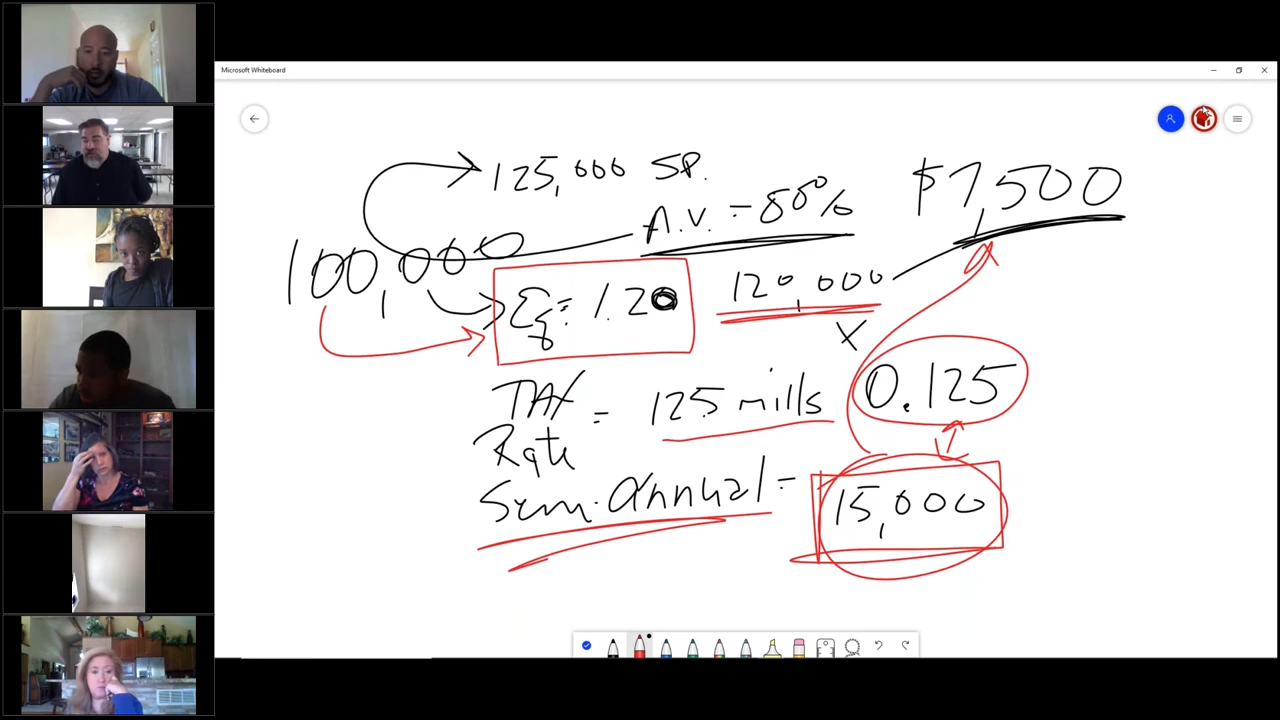 Microsoft Whiteboard
125,000 SP.
A.V. = 80%
$7,500
100,000
Eq = 1.20
120,000
X
TAX Rate = 125 mills
0.125
Semi-Annual =
15,000